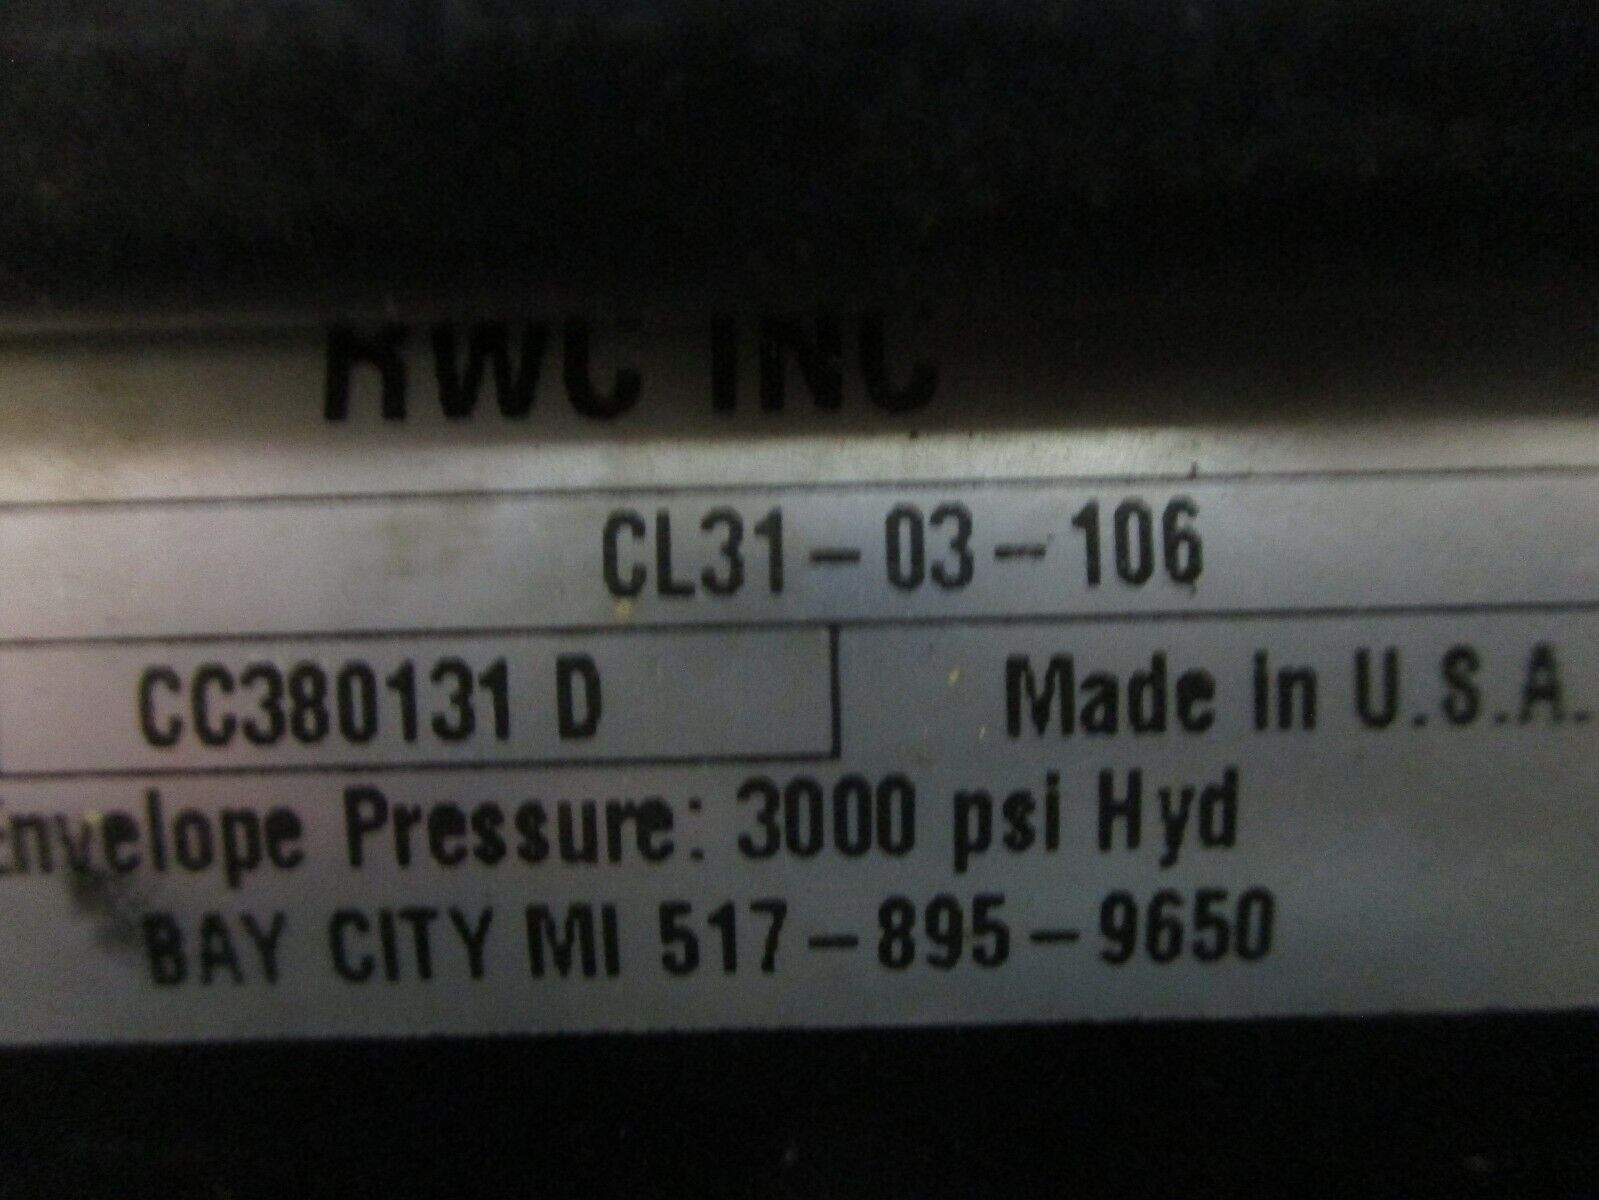 RWC INC
CL31-03-106
CC380131 D
Made in U.S.A.
Envelope Pressure: 3000 psi Hyd
BAY CITY MI 517-895-9650